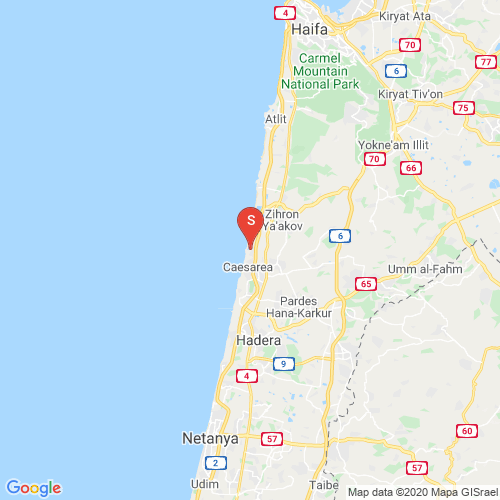 4
Haifa
Kiryat Ata
Carmel
Mountain
National Park
70
6
77
Kiryat Tiv'on
75
Atlit
Yokne'am Illit
70
66
S
Zihron
Ya'akov
6
Caesarea
Umm al-Fahm
65
Pardes
Hana-Karkur
Hadera
9
4
60
Netanya
57
57
2
Udim
Taibe
Google
Map data ©2020 Mapa GISrael